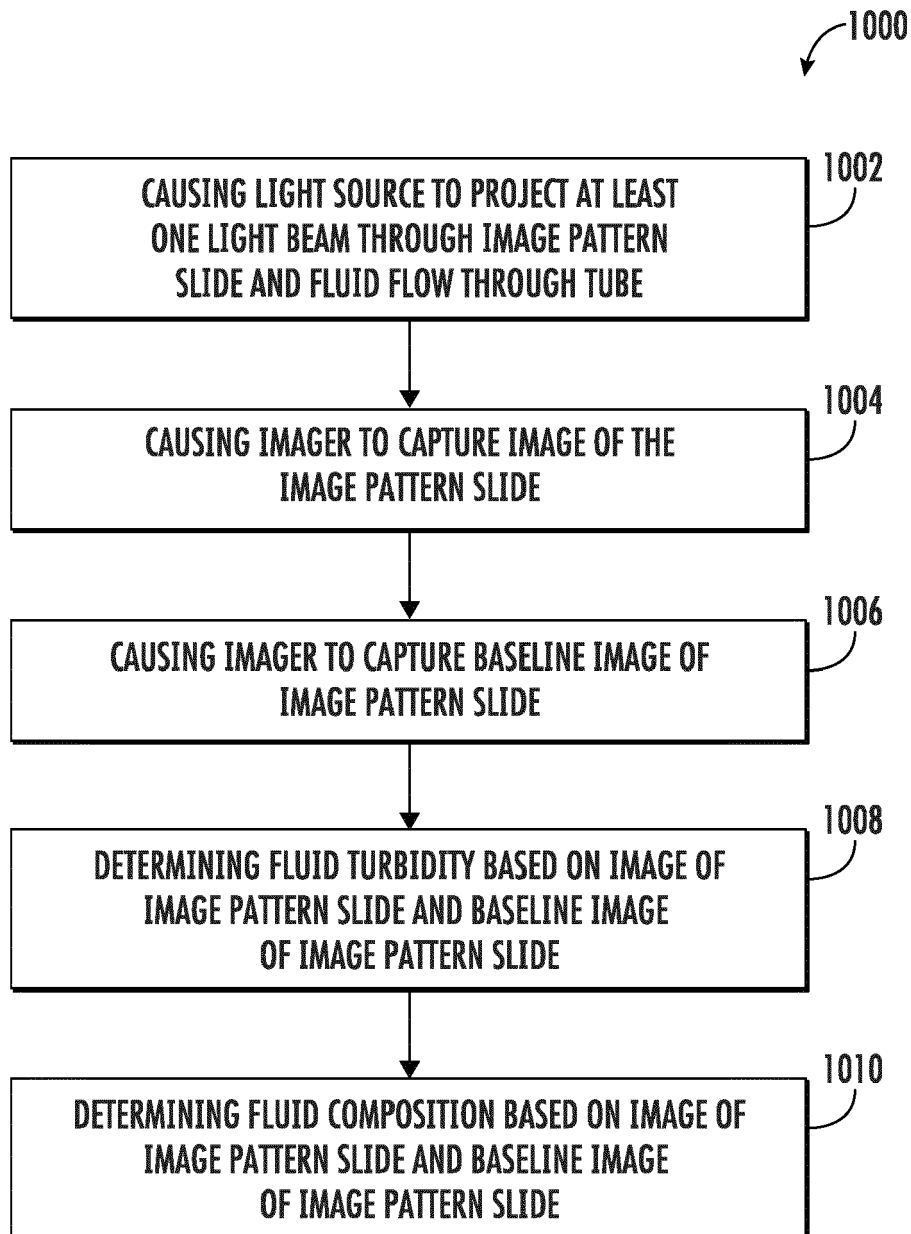 1000
1002
CAUSING LIGHT SOURCE TO PROJECT AT LEAST
ONE LIGHT BEAM THROUGH IMAGE PATTERN
SLIDE AND FLUID FLOW THROUGH TUBE
1004
CAUSING IMAGER TO CAPTURE IMAGE OF THE
IMAGE PATTERN SLIDE
1006
CAUSING IMAGER TO CAPTURE BASELINE IMAGE OF
IMAGE PATTERN SLIDE
1008
DETERMINING FLUID TURBIDITY BASED ON IMAGE OF
IMAGE PATTERN SLIDE AND BASELINE IMAGE
OF IMAGE PATTERN SLIDE
1010
DETERMINING FLUID COMPOSITION BASED ON IMAGE OF
IMAGE PATTERN SLIDE AND BASELINE IMAGE
OF IMAGE PATTERN SLIDE